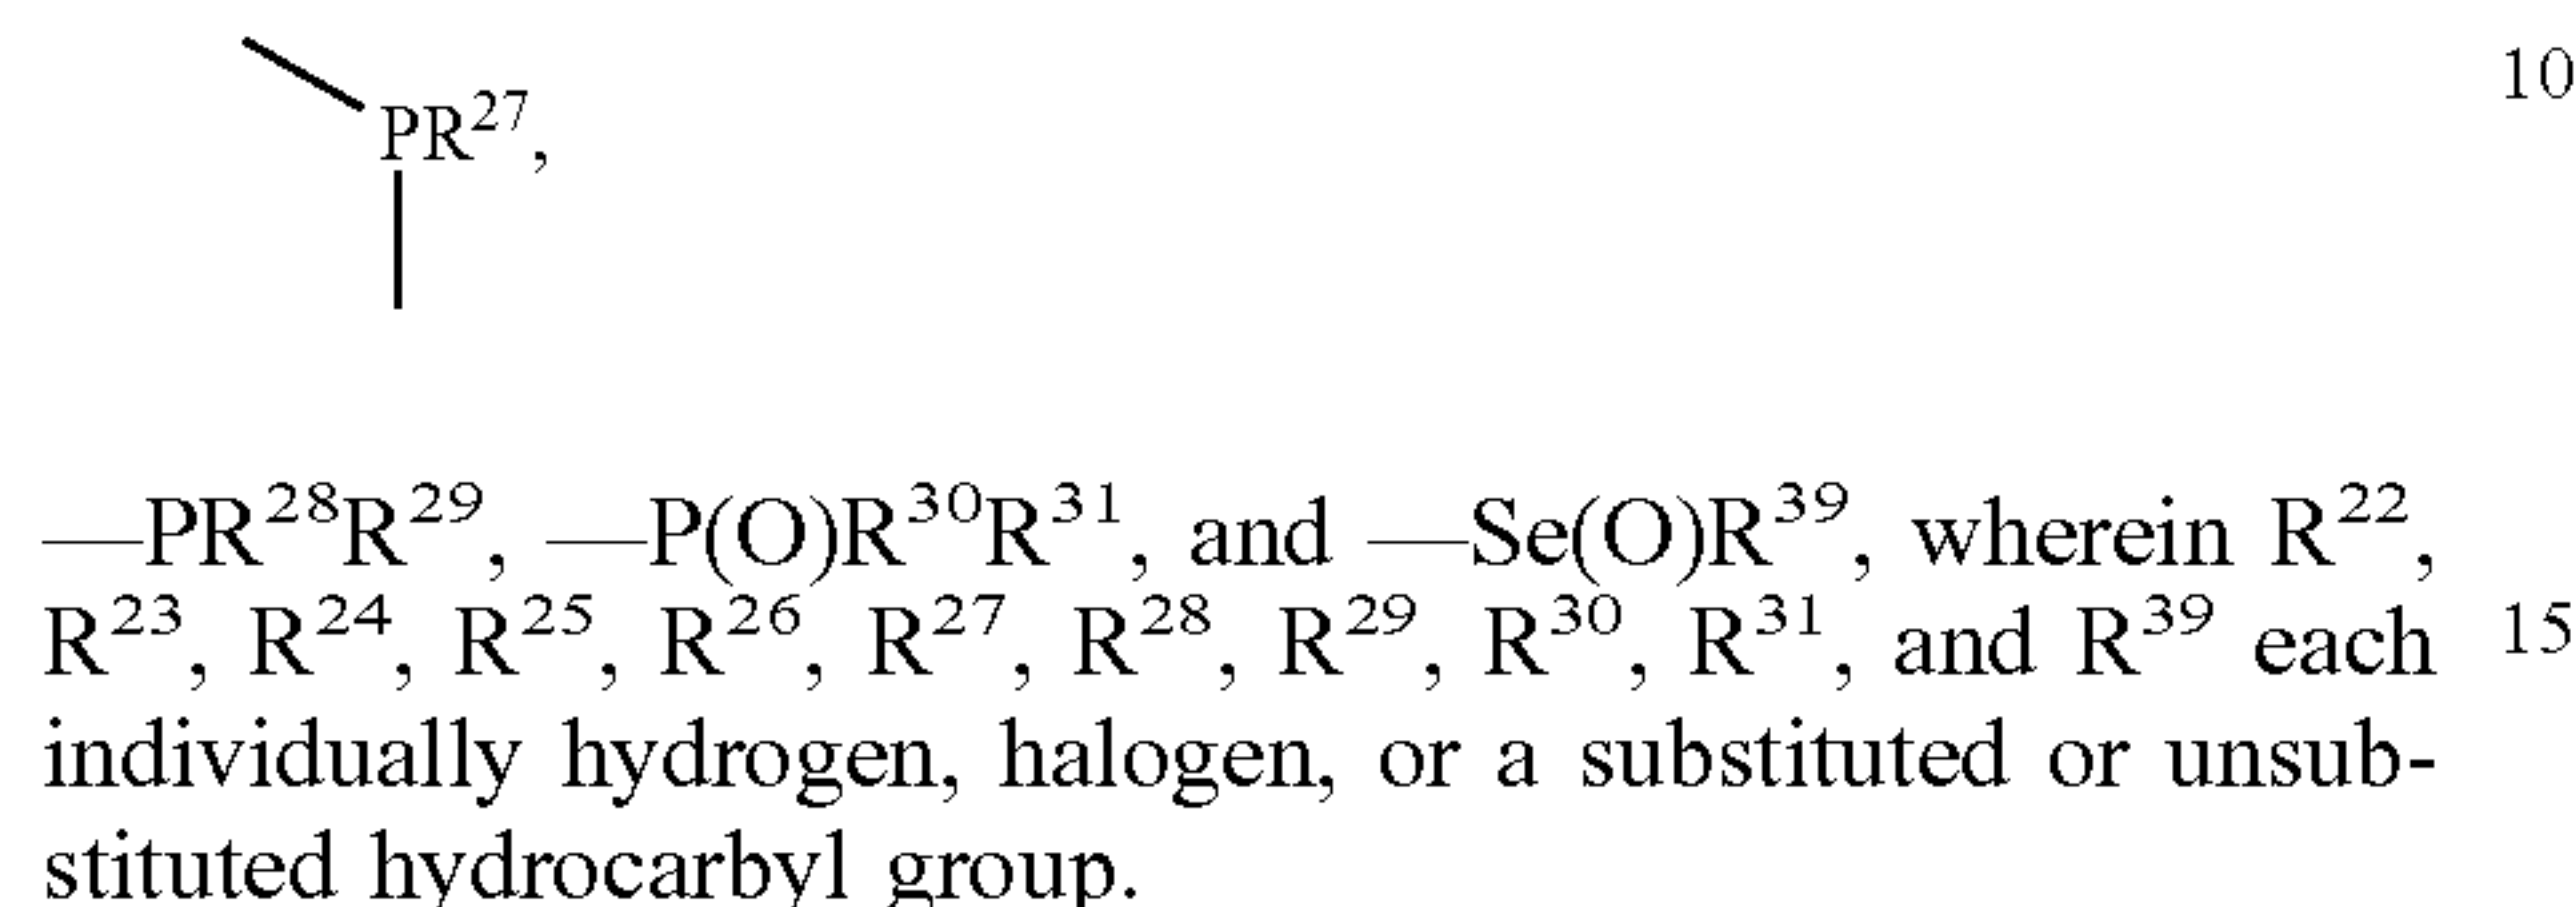 10
PR²⁷,
—PR²⁸R²⁹, —P(O)R³⁰R³¹, and —Se(O)R³⁹, wherein R²²,
R²³, R²⁴, R²⁵, R²⁶, R²⁷, R²⁸, R²⁹, R³⁰, R³¹, and R³⁹ each 15
individually hydrogen, halogen, or a substituted or unsub-
stituted hydrocarbyl group.